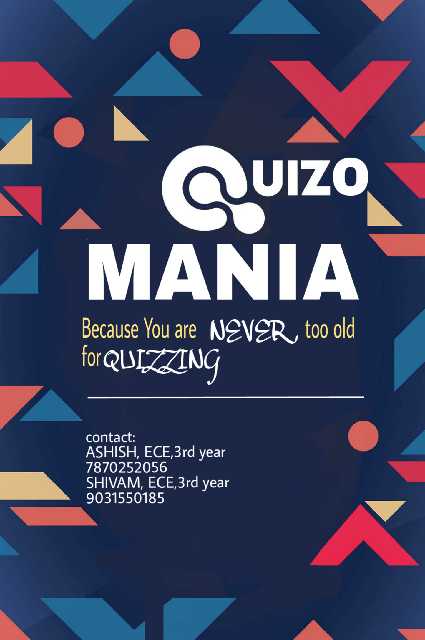 QUIZO
MANIA
Because You are NEVER too old
for QUIZZING
contact:
ASHISH, ECE,3rd year
7870252056
SHIVAM, ECE,3rd year
9031550185